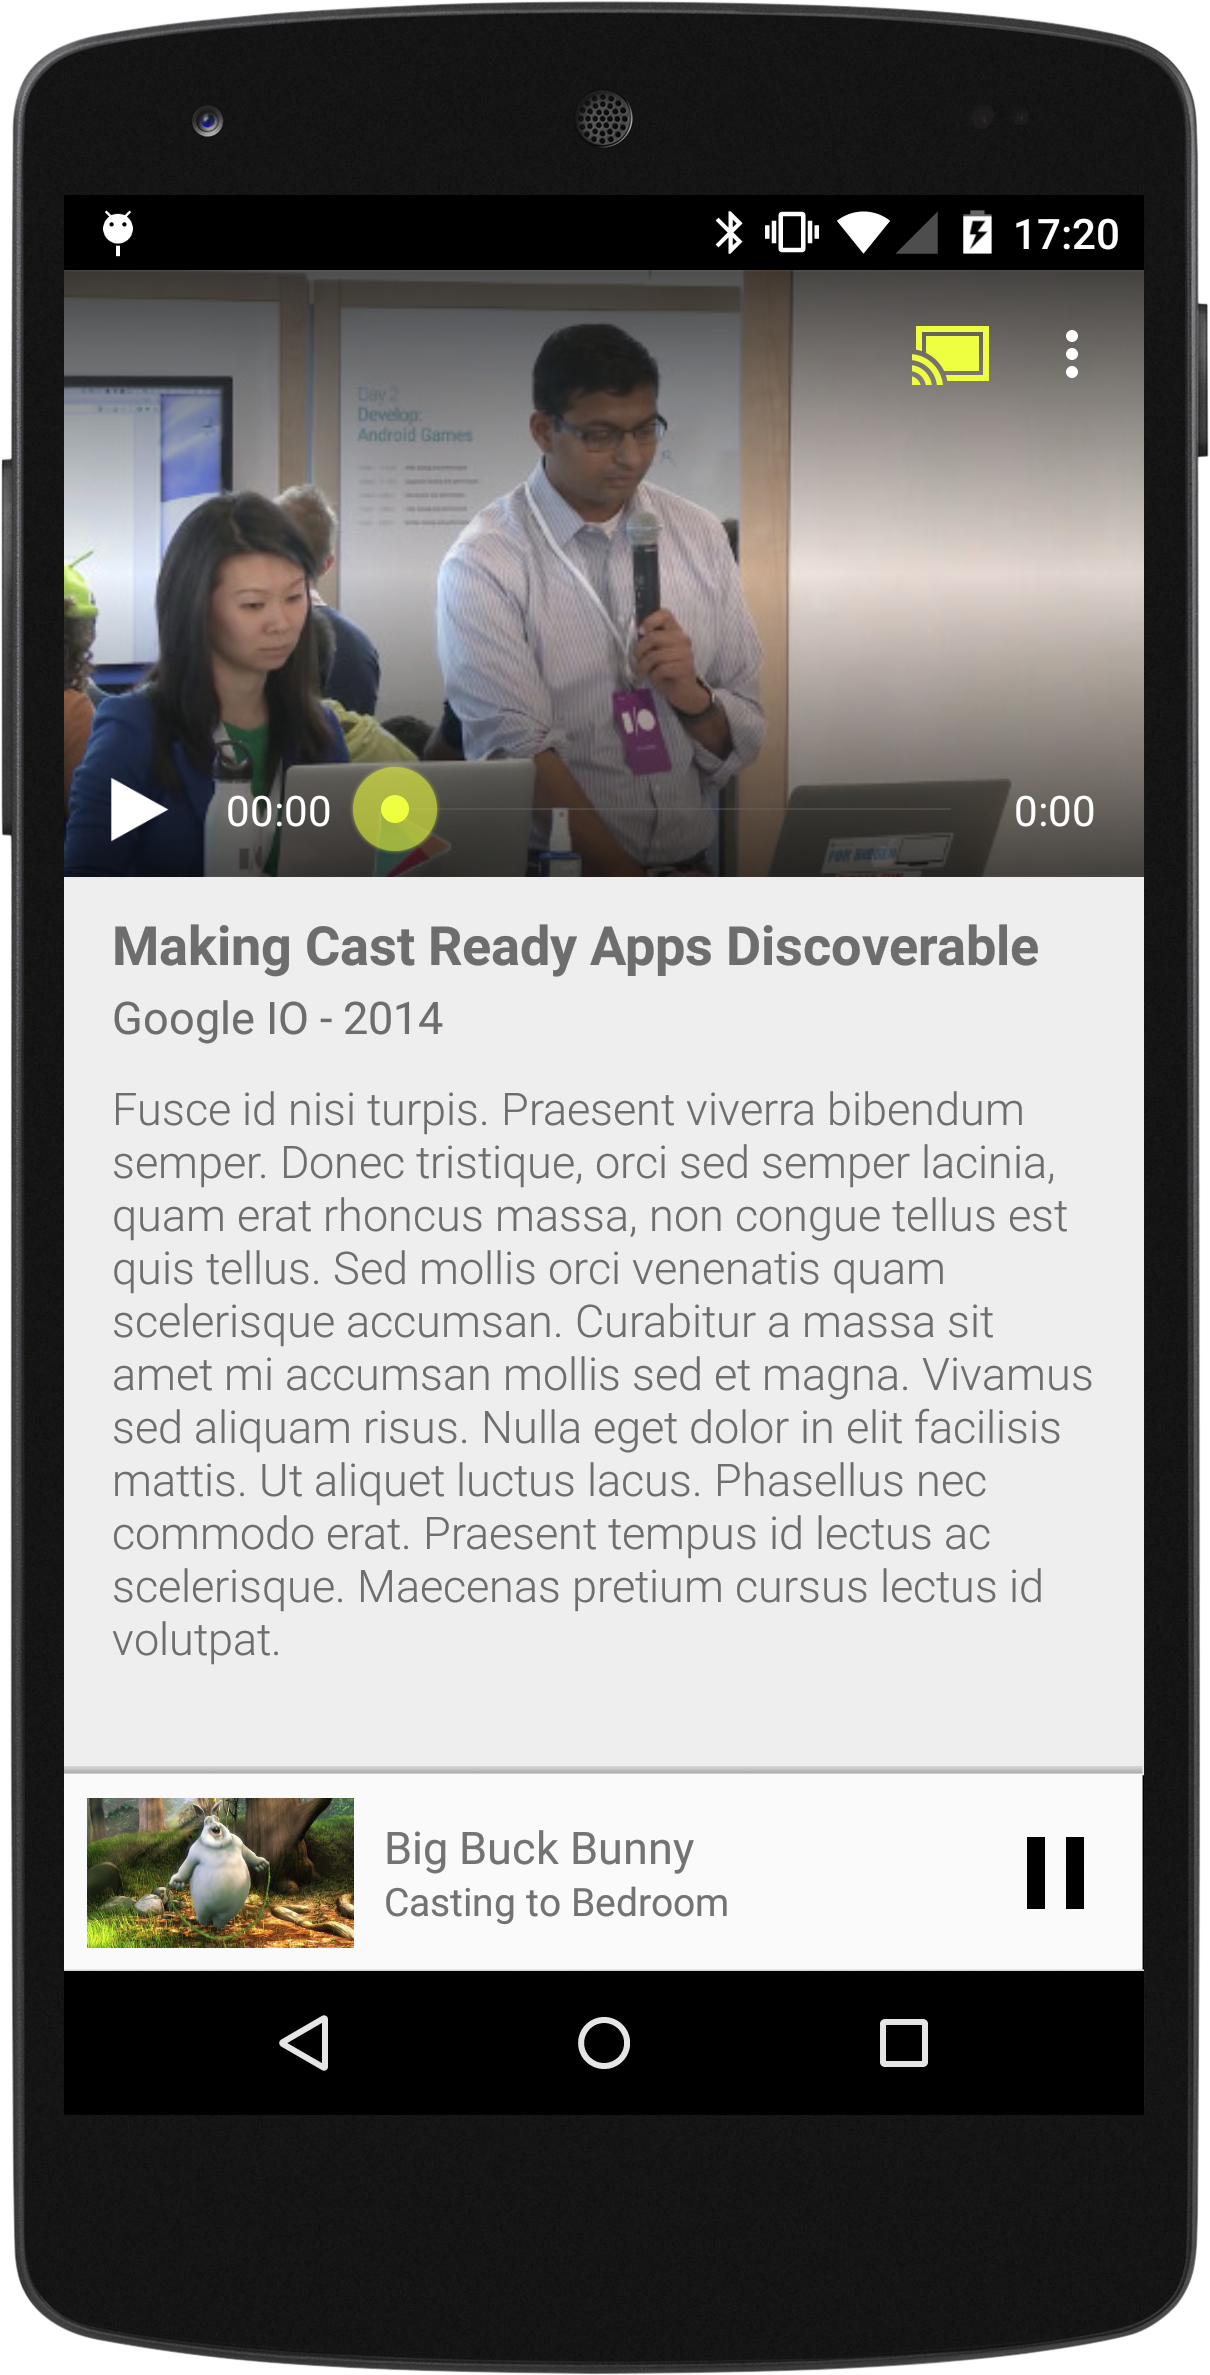 17:20
Day 2
Develop:
Android Games
I/O
00:00
0:00
Making Cast Ready Apps Discoverable
Google IO - 2014
Fusce id nisi turpis. Praesent viverra bibendum
semper. Donec tristique, orci sed semper lacinia,
quam erat rhoncus massa, non congue tellus est
quis tellus. Sed mollis orci venenatis quam
scelerisque accumsan. Curabitur a massa sit
amet mi accumsan mollis sed et magna. Vivamus
sed aliquam risus. Nulla eget dolor in elit facilisis
mattis. Ut aliquet luctus lacus. Phasellus nec
commodo erat. Praesent tempus id lectus ac
scelerisque. Maecenas pretium cursus lectus id
volutpat.
Big Buck Bunny
Casting to Bedroom